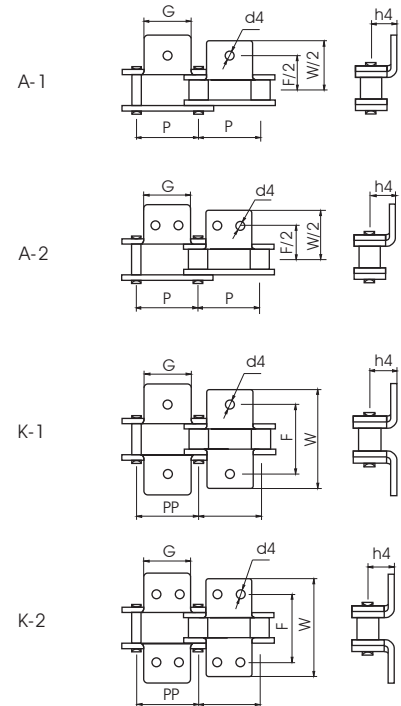 G d4 h4
A-1 F/2 W/2
P P
G d4 h4
A-2 F/2 W/2
P P
G d4 h4
K-1 F W
PP
G d4 h4
K-2 F W
PP